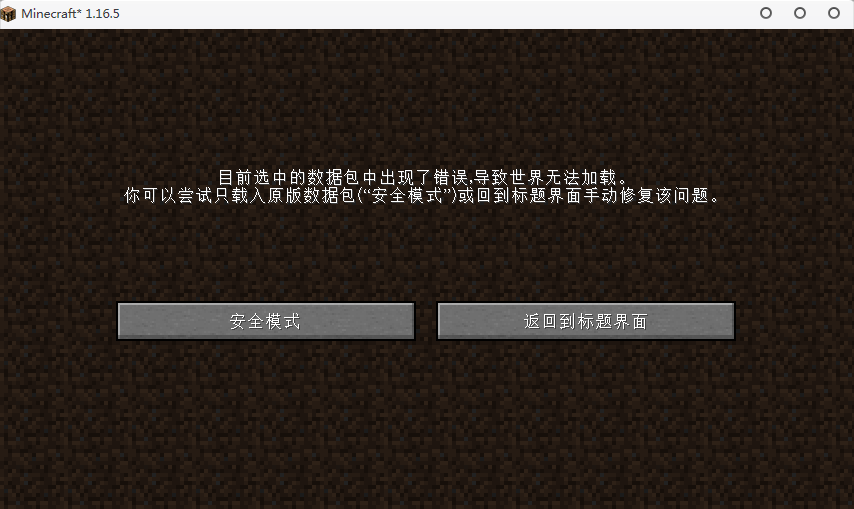 Minecraft* 1.16.5
目前选中的数据包中出现了错误,导致世界无法加载。
你可以尝试只载入原版数据包(“安全模式”)或回到标题界面手动修复该问题。
安全模式
返回到标题界面